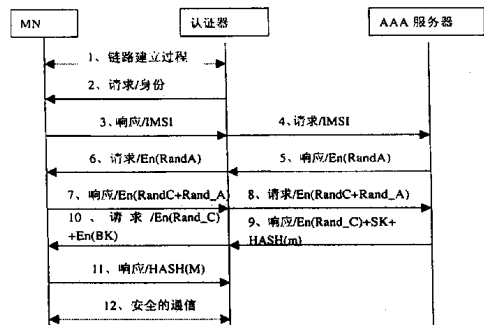 MN
认证器
AAA 服务器
1、链路建立过程
2、请求/身份
3、响应/IMSI
4、请求/IMSI
6、请求/En(RandA)
5、响应/En(RandA)
7、响应/En(RandC+Rand_A)
8、请求/En(RandC+Rand_A)
10、请求/En(Rand_C)
+En(BK)
9、响应/En(Rand_C)+SK+
HASH(m)
11、响应/HASH(M)
12、安全的通信